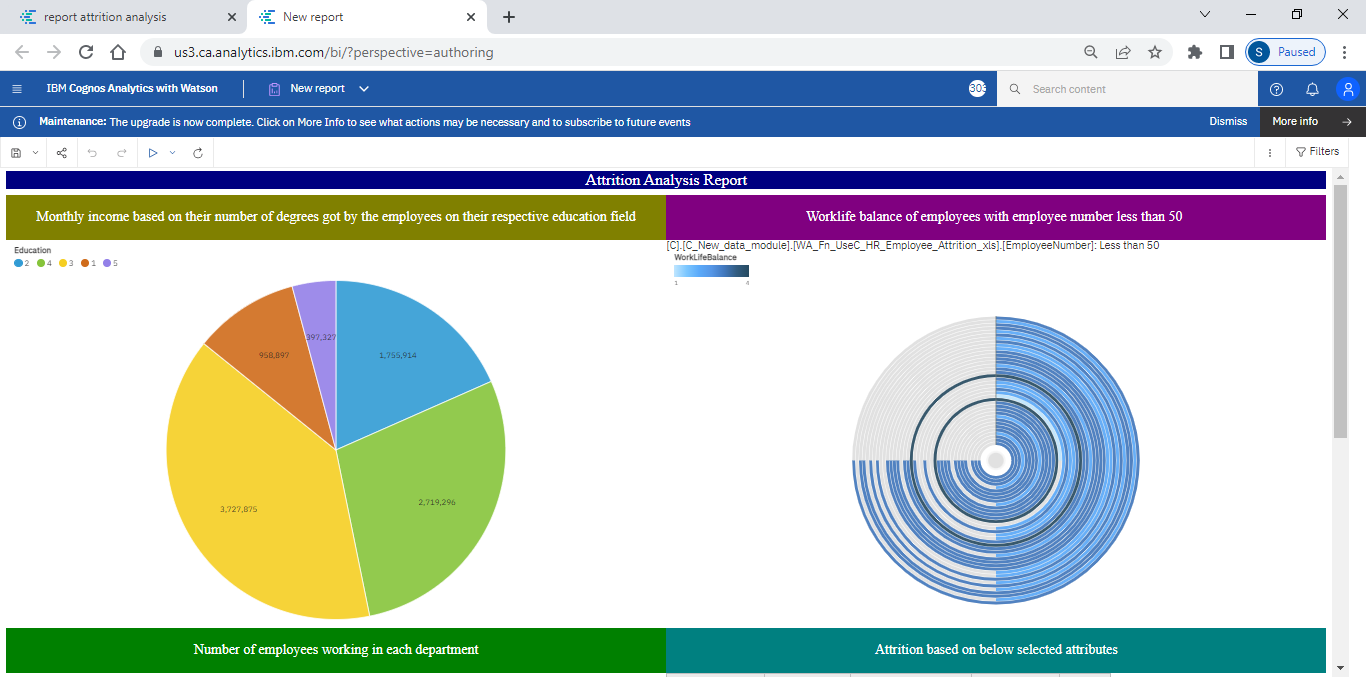 report attrition analysis
New report
us3.ca.analytics.ibm.com/bi/?perspective=authoring
S
Paused
IBM Cognos Analytics with Watson
New report
303
Search content
Maintenance: The upgrade is now complete. Click on More Info to see what actions may be necessary and to subscribe to future events
Dismiss
More info
Filters
Attrition Analysis Report
Monthly income based on their number of degrees got by the employees on their respective education field
Worklife balance of employees with employee number less than 50
[C].[C_New_data_module].[WA_Fn_UseC_HR_Employee_Attrition_xls].[EmployeeNumber]: Less than 50
Education
2 4 3 1 5
WorkLifeBalance
1 4
397,327
958,897
1,755,914
2,719,296
3,727,875
Number of employees working in each department
Attrition based on below selected attributes